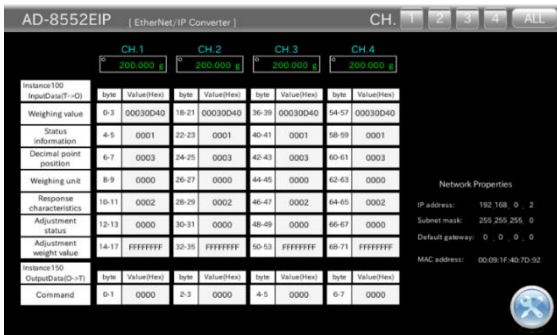 AD-8552EIP [ EtherNet/IP Converter ] CH. 1 2 3 4 ALL
CH.1 CH.2 CH.3 CH.4
200.000 g 200.000 g 200.000 g 200.000 g
Instance100
InputData(T->O) byte Value(Hex) byte Value(Hex) byte Value(Hex) byte Value(Hex)
Weighing value 0-3 00030D40 18-21 00030D40 36-39 00030D40 54-57 00030D40
Status
information 4-5 0001 22-23 0001 40-41 0001 58-59 0001
Decimal point
position 6-7 0003 24-25 0003 42-43 0003 60-61 0003
Weighing unit 8-9 0000 26-27 0000 44-45 0000 62-63 0000
Response
characteristics 10-11 0002 28-29 0002 46-47 0002 64-65 0002
Adjustment
status 12-13 0000 30-31 0000 48-49 0000 66-67 0000
Adjustment
weight value 14-17 FFFFFFFF 32-35 FFFFFFFF 50-53 FFFFFFFF 68-71 FFFFFFFF
Instance150
OutputData(O->T) byte Value(Hex) byte Value(Hex) byte Value(Hex) byte Value(Hex)
Command 0-1 0000 2-3 0000 4-5 0000 6-7 0000
Network Properties
IP address: 192.168. 0 . 2
Subnet mask: 255.255.255. 0
Default gateway: 0 . 0 . 0 . 0
MAC address: 00:09:1F:40:7D:92